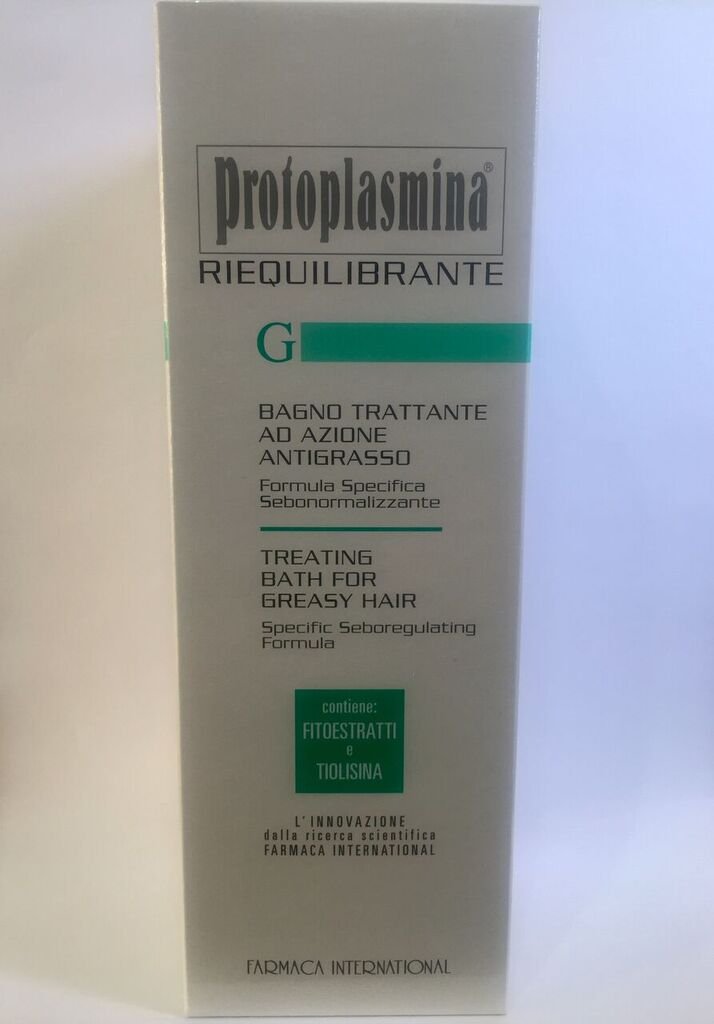 Protoplasmina®
RIEQUILIBRANTE
G
BAGNO TRATTANTE
AD AZIONE
ANTIGRASSO
Formula Specifica
Sebonormalizzante
TREATING
BATH FOR
GREASY HAIR
Specific Seboregulating
Formula
contiene:
FITOESTRATTI
e
TIOLISINA
L'INNOVAZIONE
dalla ricerca scientifica
FARMACA INTERNATIONAL
FARMACA INTERNATIONAL